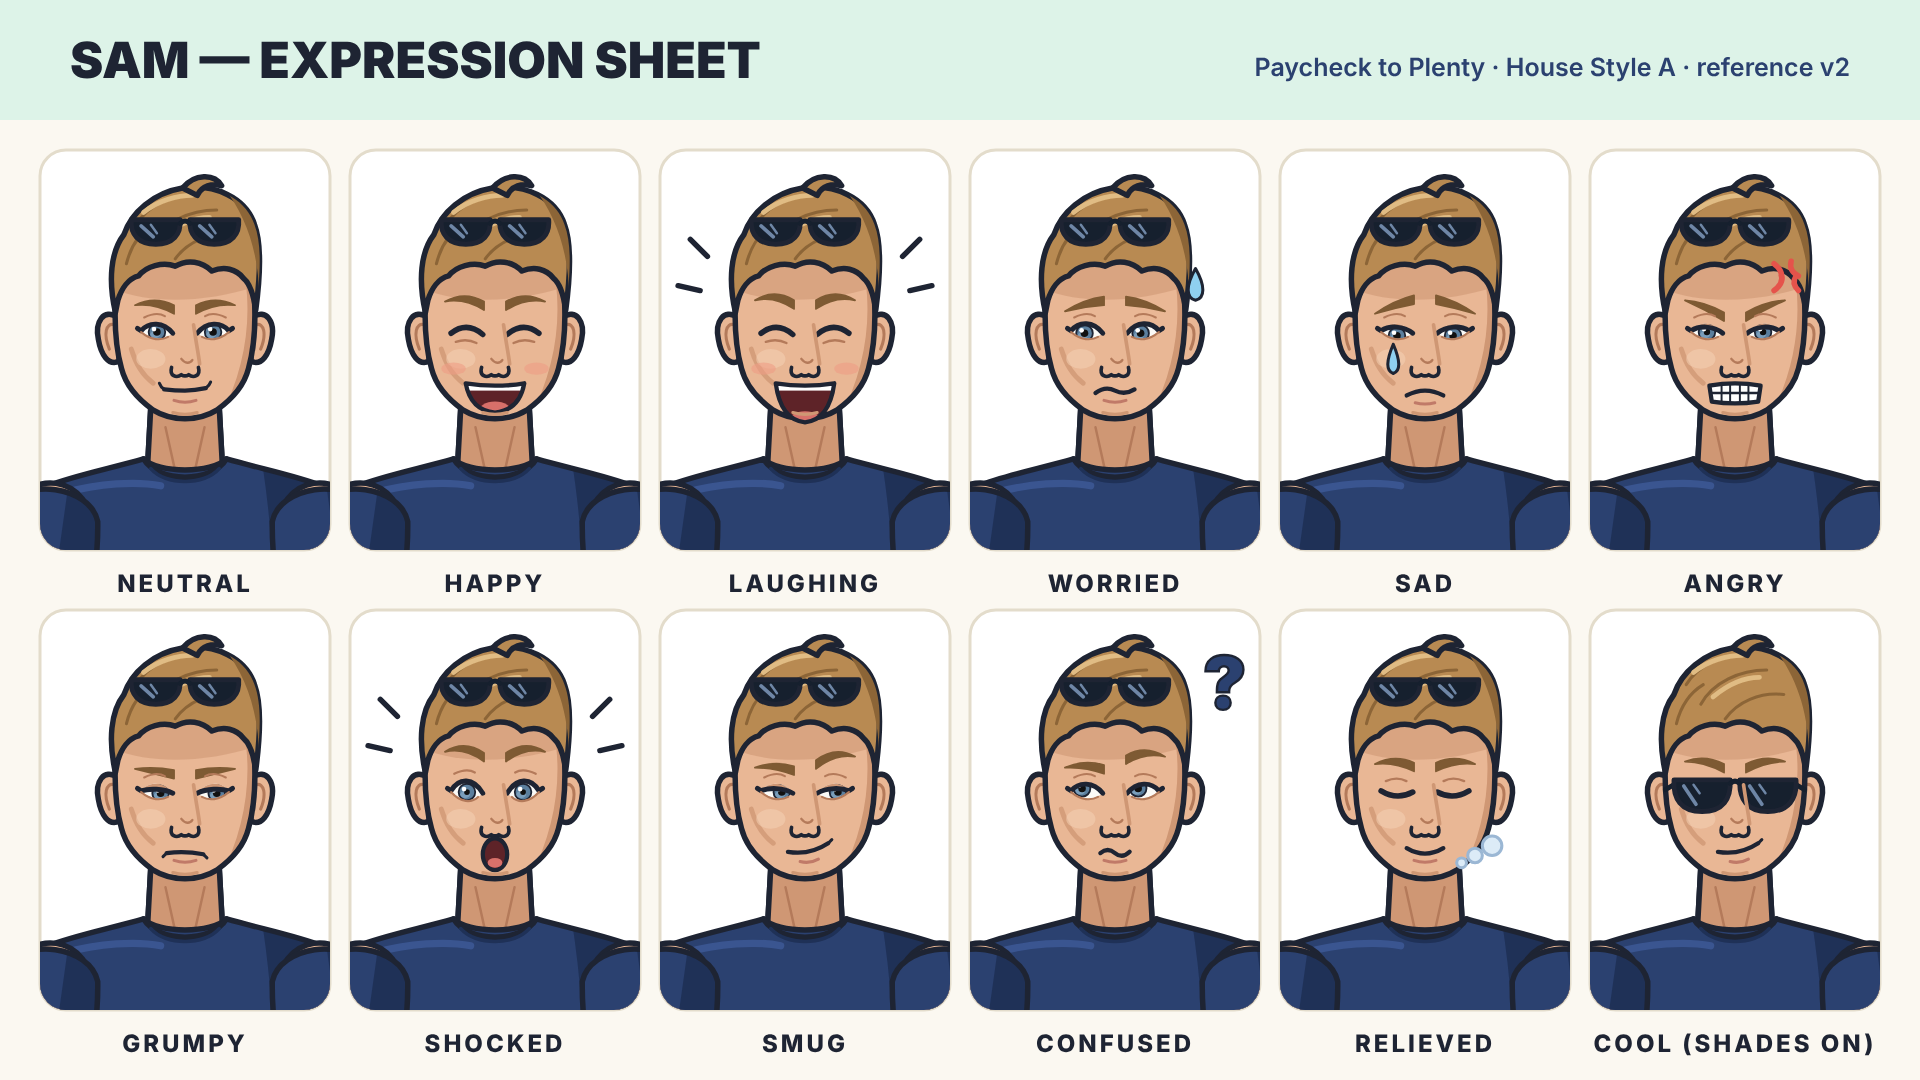 SAM — EXPRESSION SHEET
Paycheck to Plenty · House Style A · reference v2
NEUTRAL
HAPPY
LAUGHING
WORRIED
SAD
ANGRY
?
GRUMPY
SHOCKED
SMUG
CONFUSED
RELIEVED
COOL (SHADES ON)